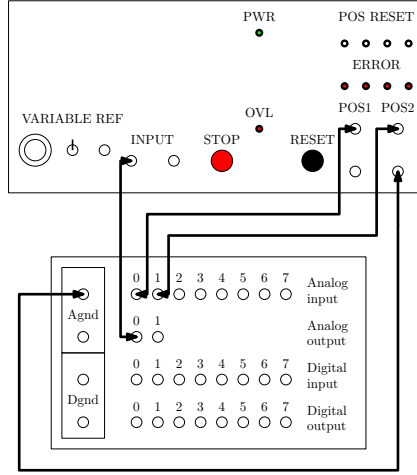 PWR POS RESET
ERROR
OVL POS1 POS2
VARIABLE REF INPUT STOP RESET
0 1 2 3 4 5 6 7 Analog
input
Agnd
0 1 Analog
output
0 1 2 3 4 5 6 7 Digital
input
Dgnd
0 1 2 3 4 5 6 7 Digital
output